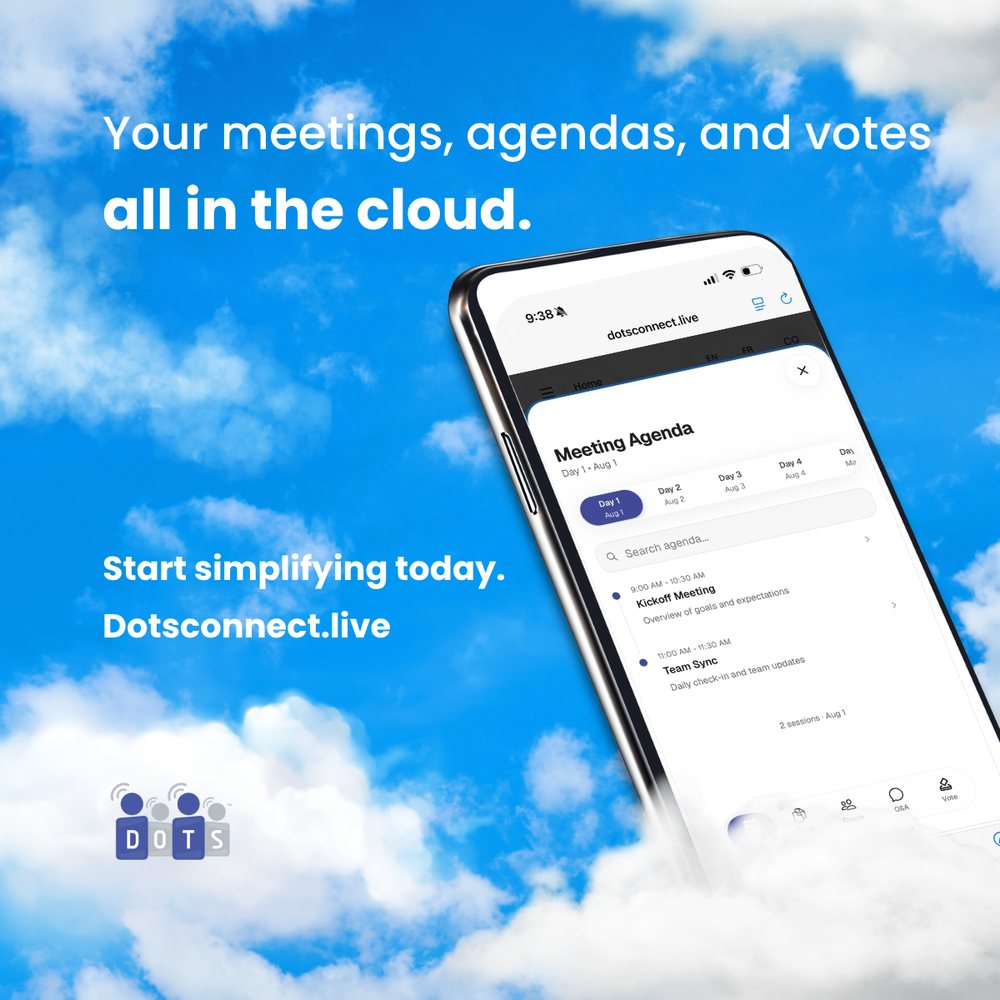 Your meetings, agendas, and votes
all in the cloud.
9:38
dotsconnect.live
Home
EN
FR
CO
Meeting Agenda
Day 1 • Aug 1
Day 1
Aug 1
Day 2
Aug 2
Day 3
Aug 3
Day 4
Aug 4
Day
Me
Search agenda...
9:00 AM - 10:30 AM
Kickoff Meeting
Overview of goals and expectations
11:00 AM - 11:30 AM
Team Sync
Daily check-in and team updates
2 sessions · Aug 1
Queue
Q&A
Vote
Start simplifying today.
Dotsconnect.live
DOTS